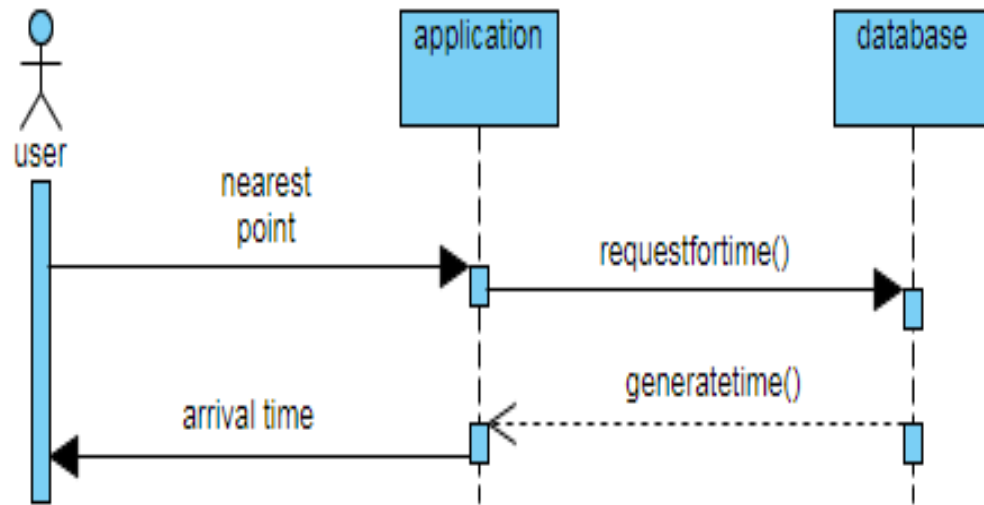 application
database
user
nearest
point
requestfortime()
generatetime()
arrival time